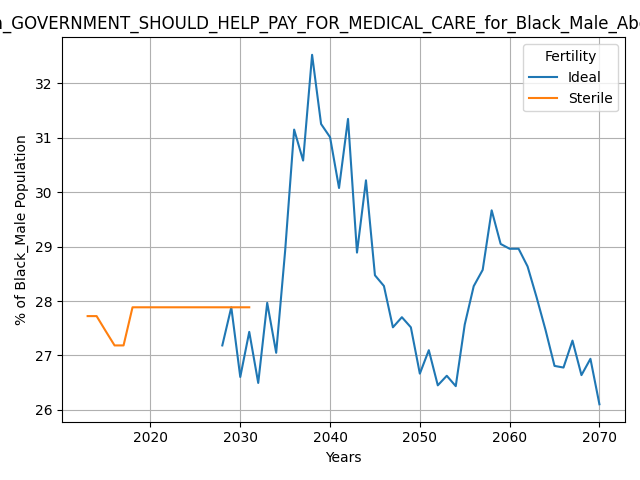 _GOVERNMENT_SHOULD_HELP_PAY_FOR_MEDICAL_CARE_for_Black_Male_Ab
Fertility
Ideal
Sterile
% of Black_Male Population
32
31
30
29
28
27
26
2020
2030
2040
2050
2060
2070
Years